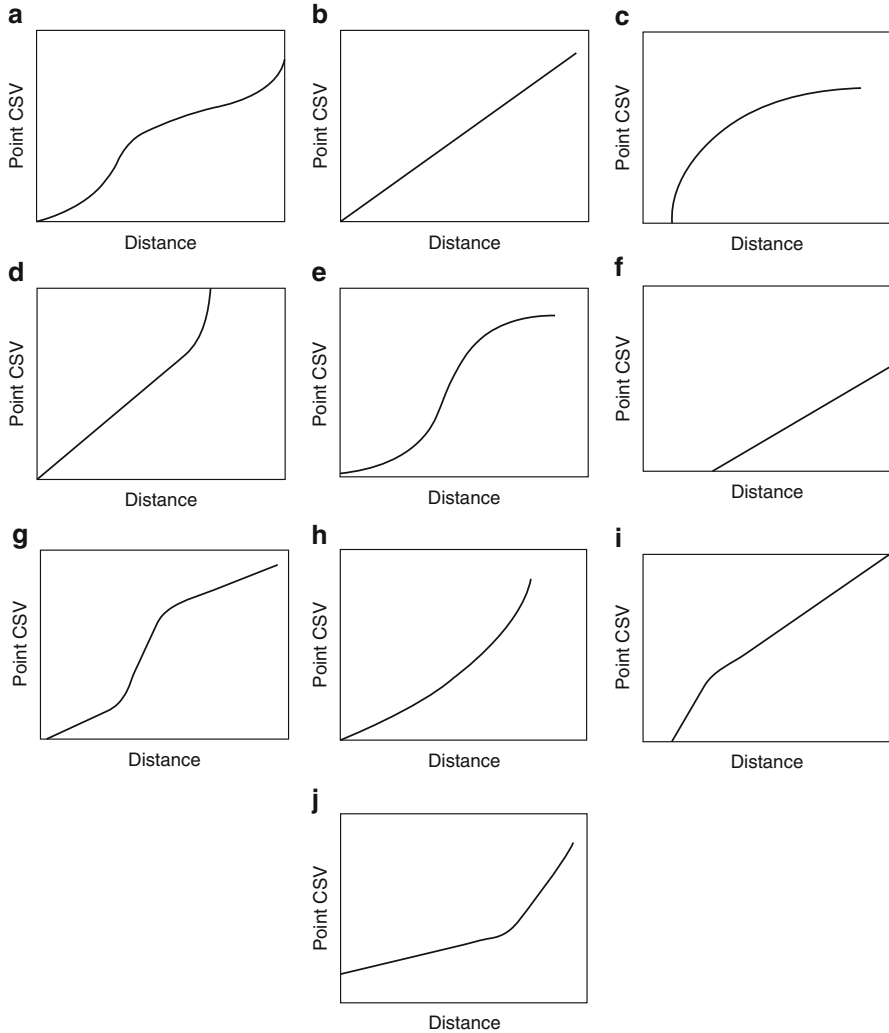 a
Point CSV
Distance
b
Point CSV
Distance
c
Point CSV
Distance
d
Point CSV
Distance
e
Point CSV
Distance
f
Point CSV
Distance
g
Point CSV
Distance
h
Point CSV
Distance
i
Point CSV
Distance
j
Point CSV
Distance